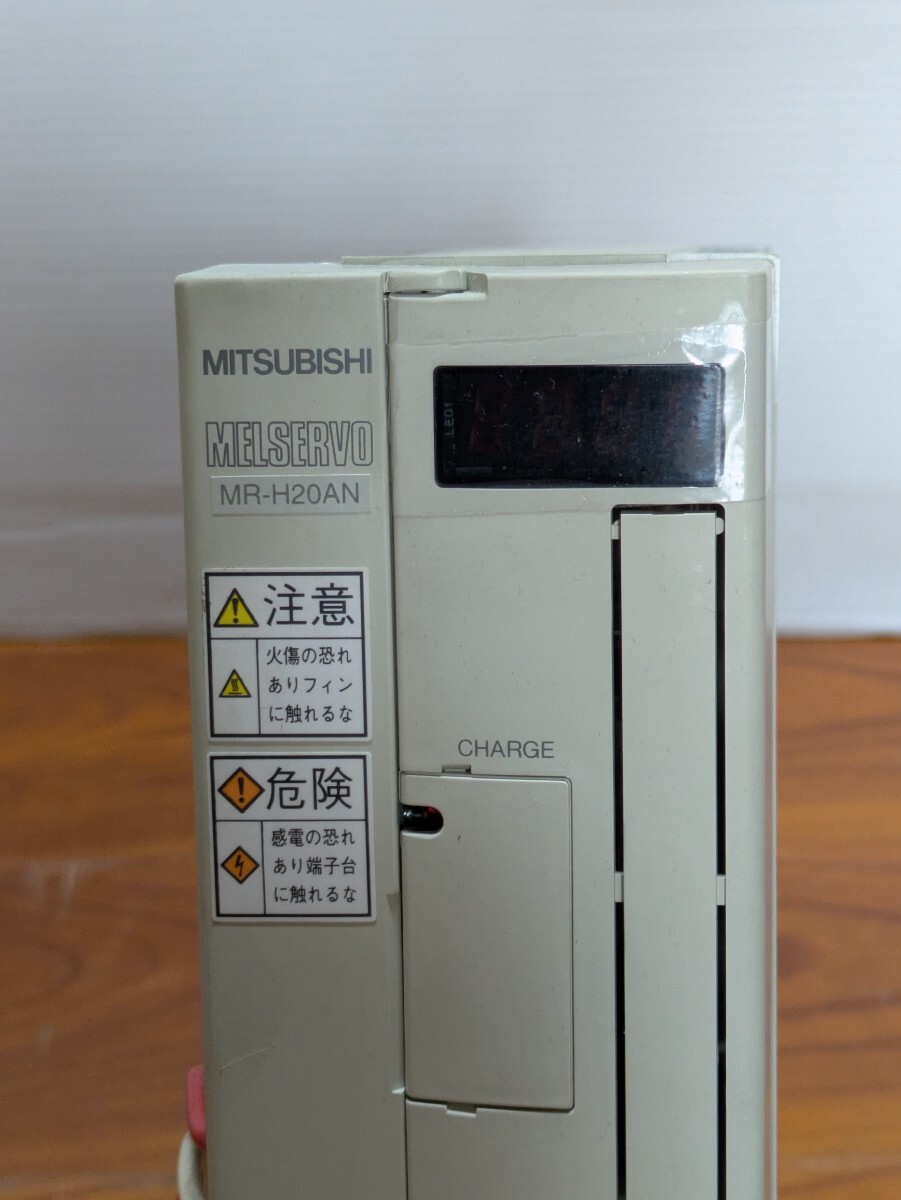 MITSUBISHI
MELSERVO
MR-H20AN
LED1
注意
火傷の恐れ
ありフィン
に触れるな
CHARGE
危険
感電の恐れ
あり端子台
に触れるな